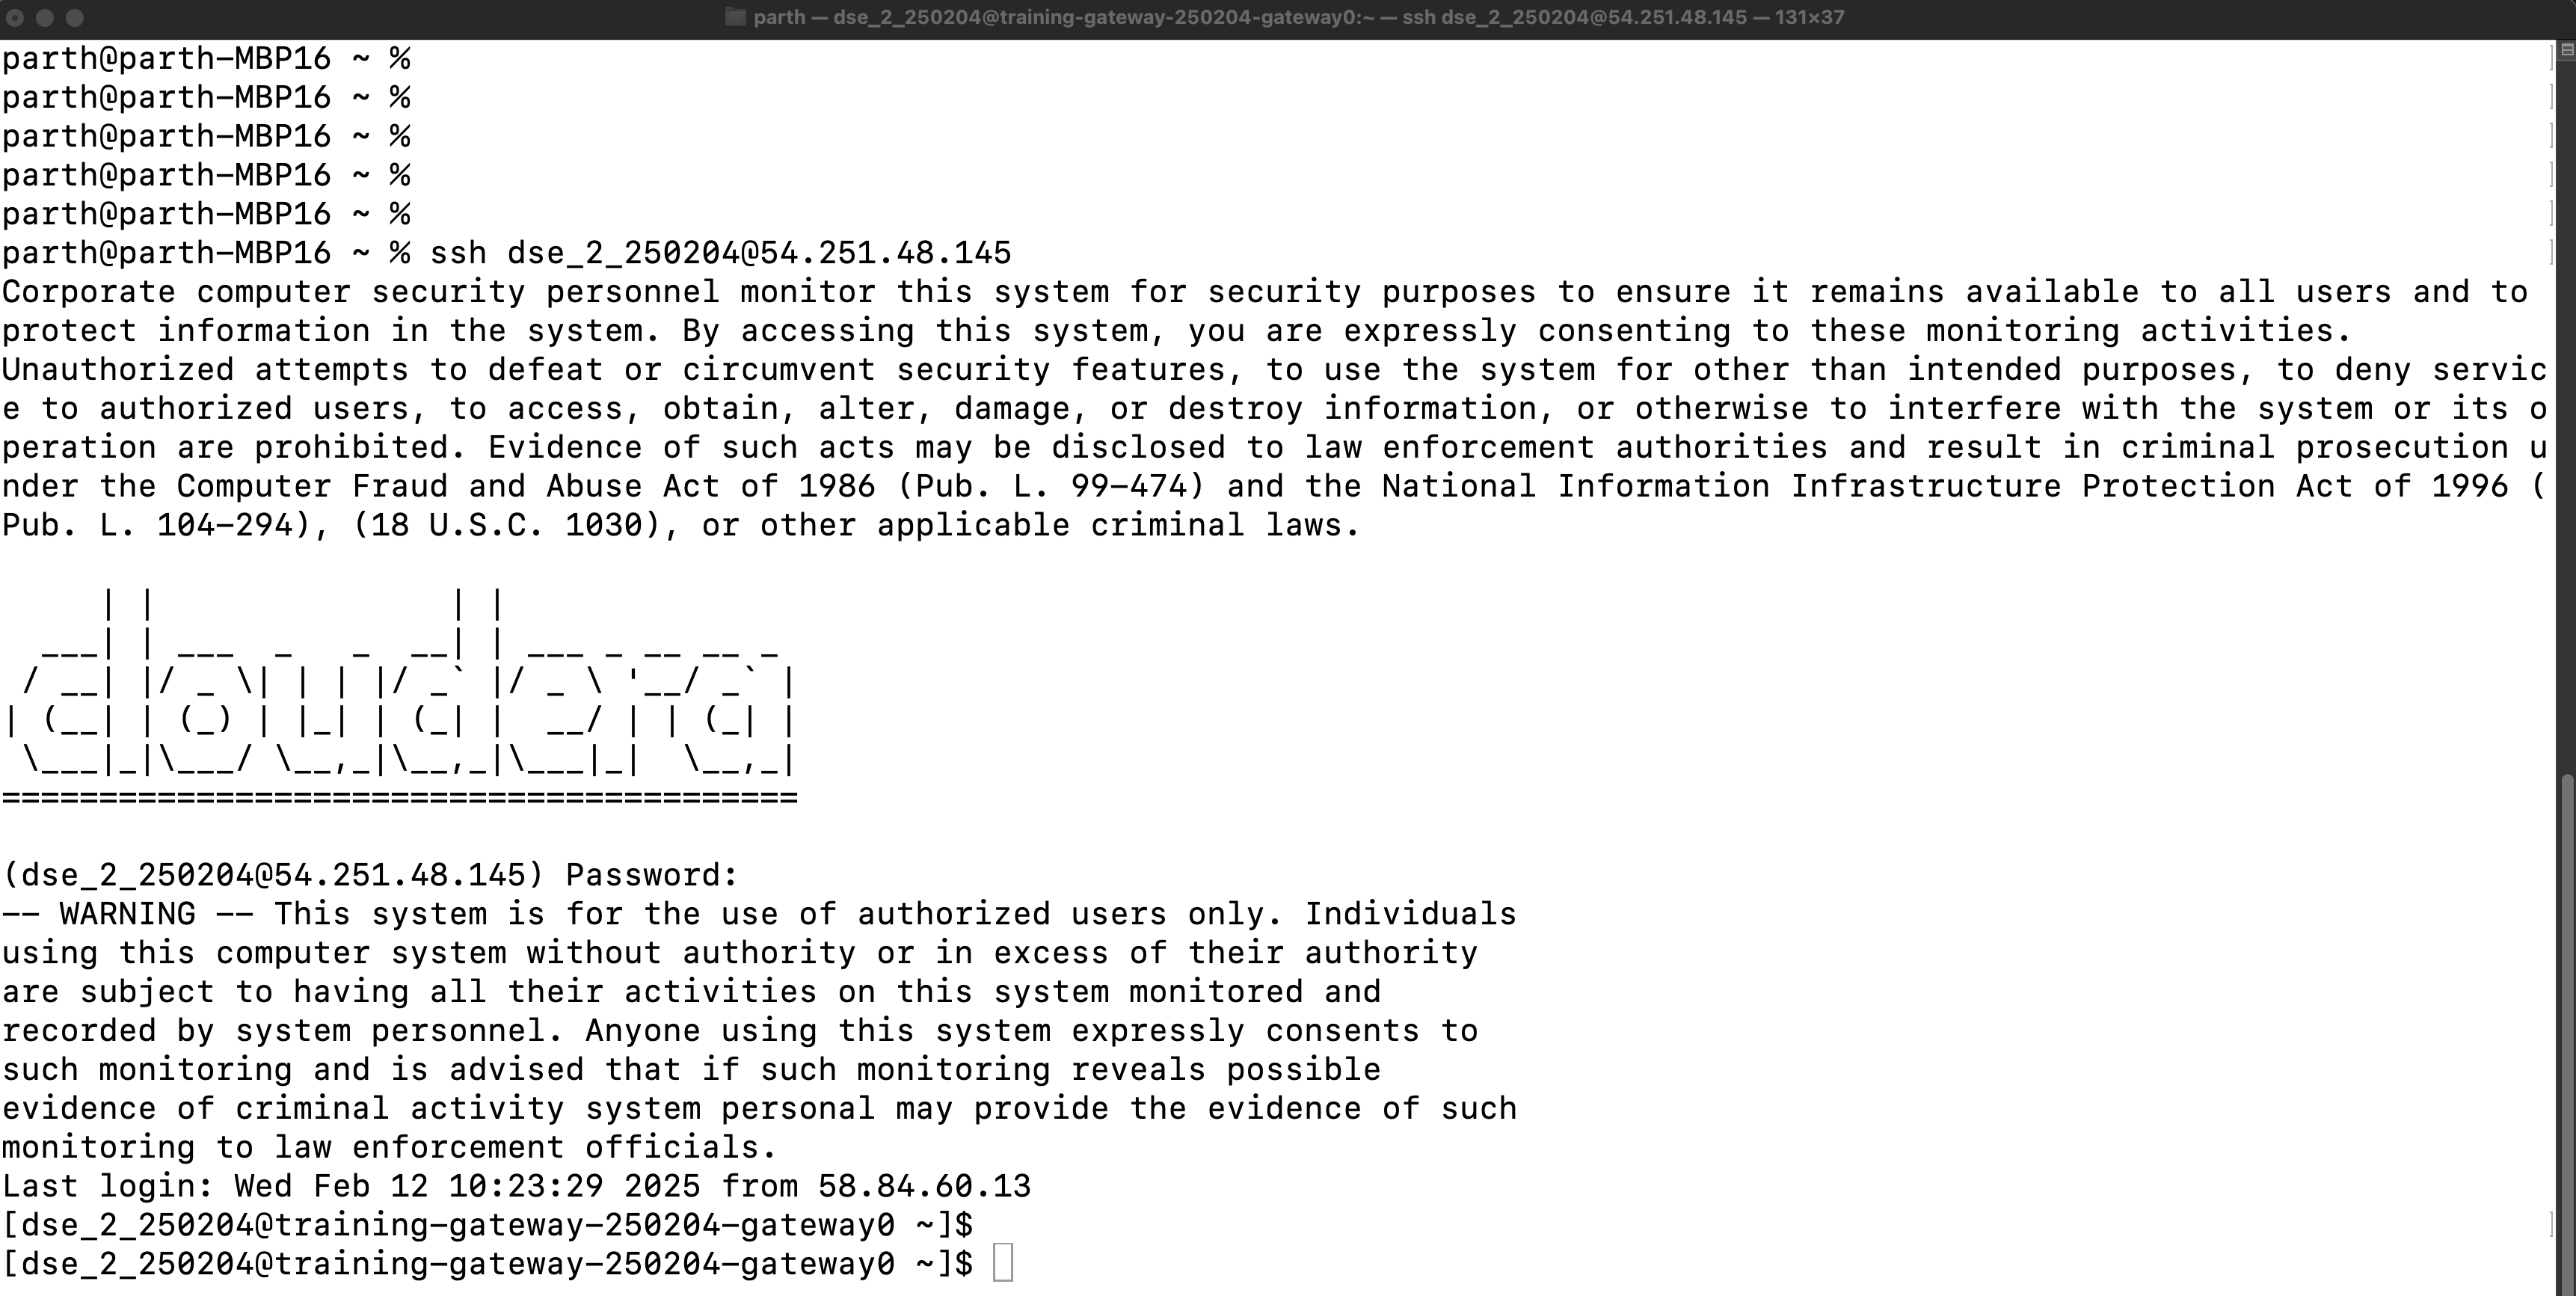 parth — dse_2_250204@training-gateway-250204-gateway0:~ — ssh dse_2_250204@54.251.48.145 — 131×37
parth@parth-MBP16 ~ %
parth@parth-MBP16 ~ %
parth@parth-MBP16 ~ %
parth@parth-MBP16 ~ %
parth@parth-MBP16 ~ %
parth@parth-MBP16 ~ % ssh dse_2_250204@54.251.48.145
Corporate computer security personnel monitor this system for security purposes to ensure it remains available to all users and to
protect information in the system. By accessing this system, you are expressly consenting to these monitoring activities.
Unauthorized attempts to defeat or circumvent security features, to use the system for other than intended purposes, to deny servic
e to authorized users, to access, obtain, alter, damage, or destroy information, or otherwise to interfere with the system or its o
peration are prohibited. Evidence of such acts may be disclosed to law enforcement authorities and result in criminal prosecution u
nder the Computer Fraud and Abuse Act of 1986 (Pub. L. 99-474) and the National Information Infrastructure Protection Act of 1996 (
Pub. L. 104-294), (18 U.S.C. 1030), or other applicable criminal laws.
cloudera
=========================================
(dse_2_250204@54.251.48.145) Password:
-- WARNING -- This system is for the use of authorized users only. Individuals
using this computer system without authority or in excess of their authority
are subject to having all their activities on this system monitored and
recorded by system personnel. Anyone using this system expressly consents to
such monitoring and is advised that if such monitoring reveals possible
evidence of criminal activity system personal may provide the evidence of such
monitoring to law enforcement officials.
Last login: Wed Feb 12 10:23:29 2025 from 58.84.60.13
[dse_2_250204@training-gateway-250204-gateway0 ~]$
[dse_2_250204@training-gateway-250204-gateway0 ~]$